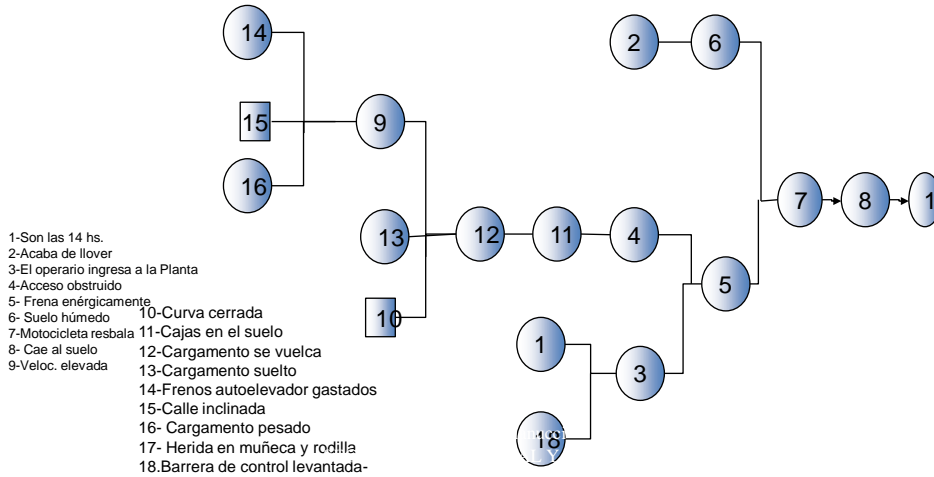 14
2
6
15
9
16
7
8
1
13
12
11
4
5
10
1
3
18
1-Son las 14 hs.
2-Acaba de llover
3-El operario ingresa a la Planta
4-Acceso obstruido
5- Frena enérgicamente
6- Suelo húmedo
7-Motocicleta resbala
8- Cae al suelo
9-Veloc. elevada
10-Curva cerrada
11-Cajas en el suelo
12-Cargamento se vuelca
13-Cargamento suelto
14-Frenos autoelevador gastados
15-Calle inclinada
16- Cargamento pesado
17- Herida en muñeca y rodilla
18.Barrera de control levantada-